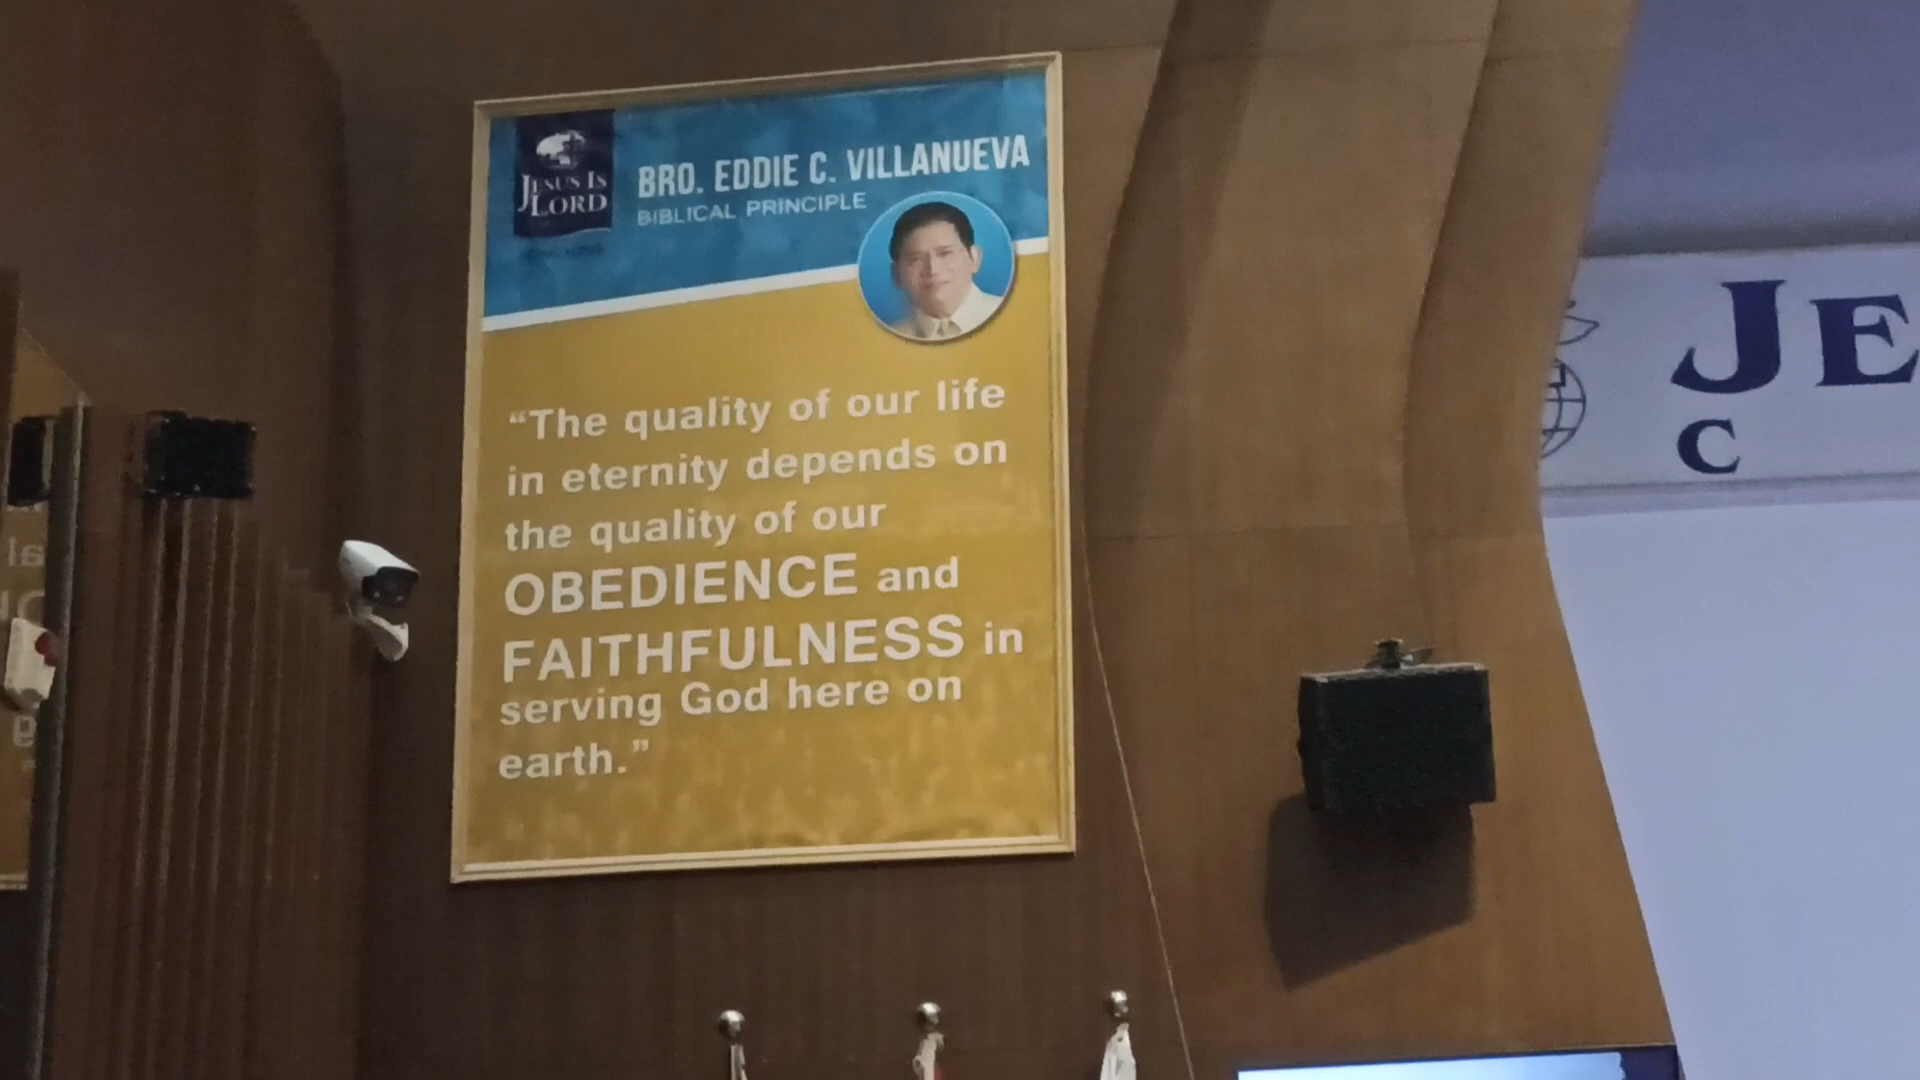 JESUS IS
LORD
BRO. EDDIE C. VILLANUEVA
BIBLICAL PRINCIPLE
“The quality of our life
in eternity depends on
the quality of our
OBEDIENCE and
FAITHFULNESS in
serving God here on
earth.”
JE
C